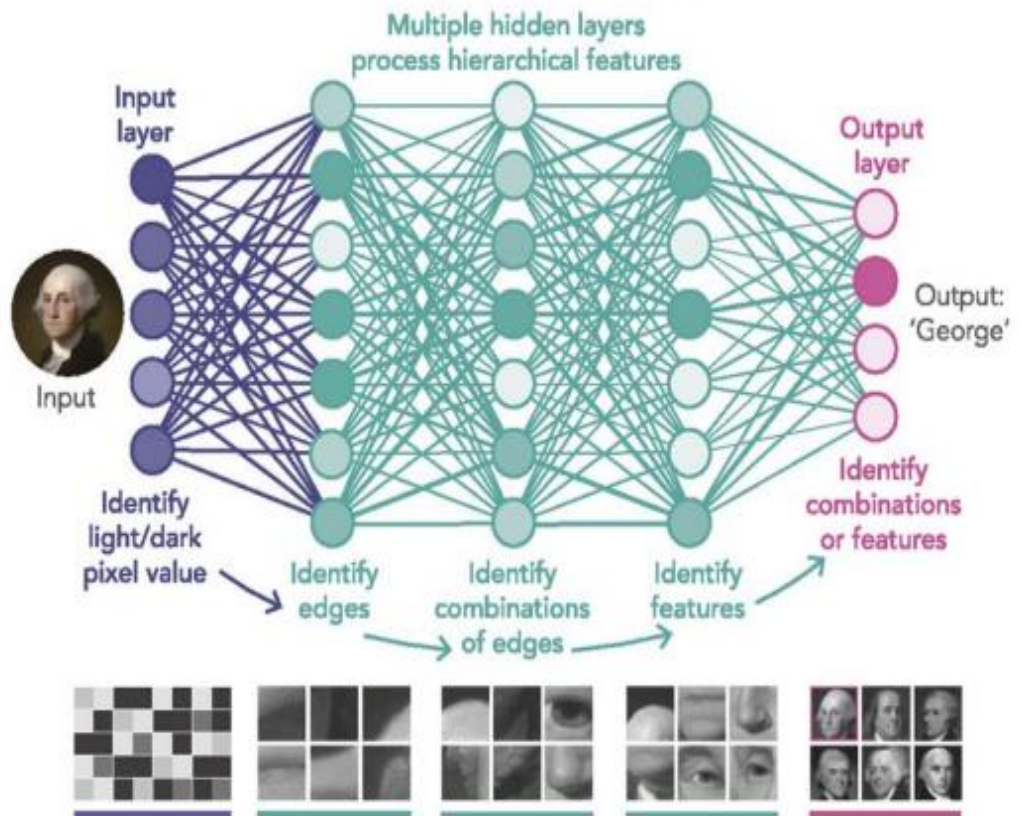 Multiple hidden layers
process hierarchical features
Input
layer
Output
layer
Input
Output:
'George'
Identify
light/dark
pixel value
Identify
edges
Identify
combinations
of edges
Identify
features
Identify
combinations
or features